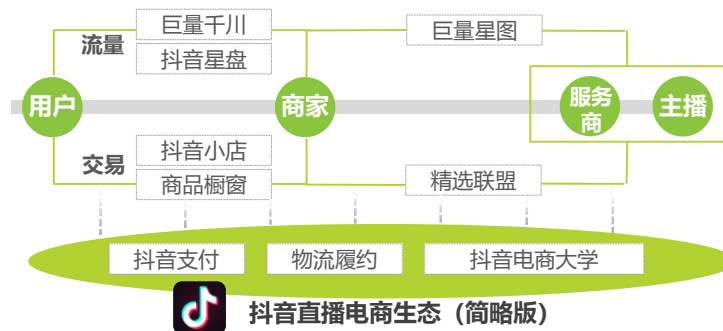 巨量千川
巨量星图
流量
抖音星盘
用户
商家
服务
商
主播
抖音小店
交易
商品橱窗
精选联盟
抖音支付
物流履约
抖音电商大学
抖音直播电商生态（简略版）